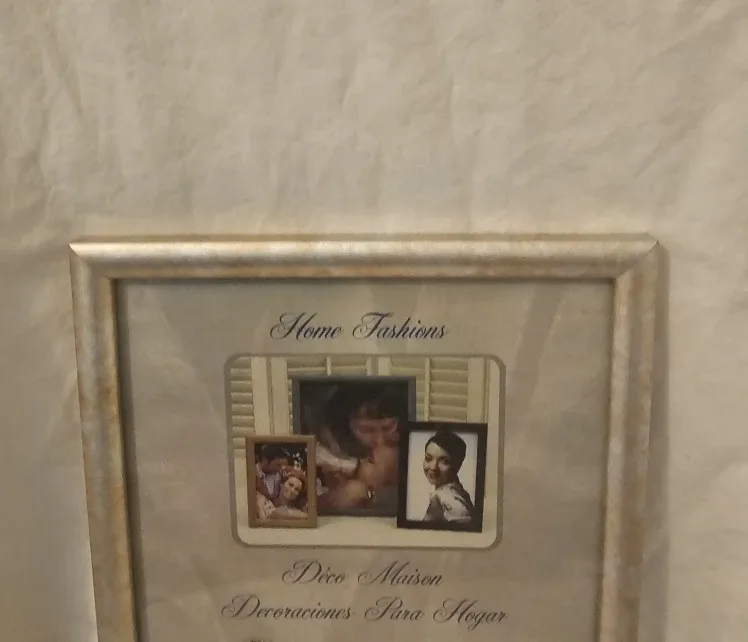 Home Fashions
Déco Maison
Decoraciones Para Hogar